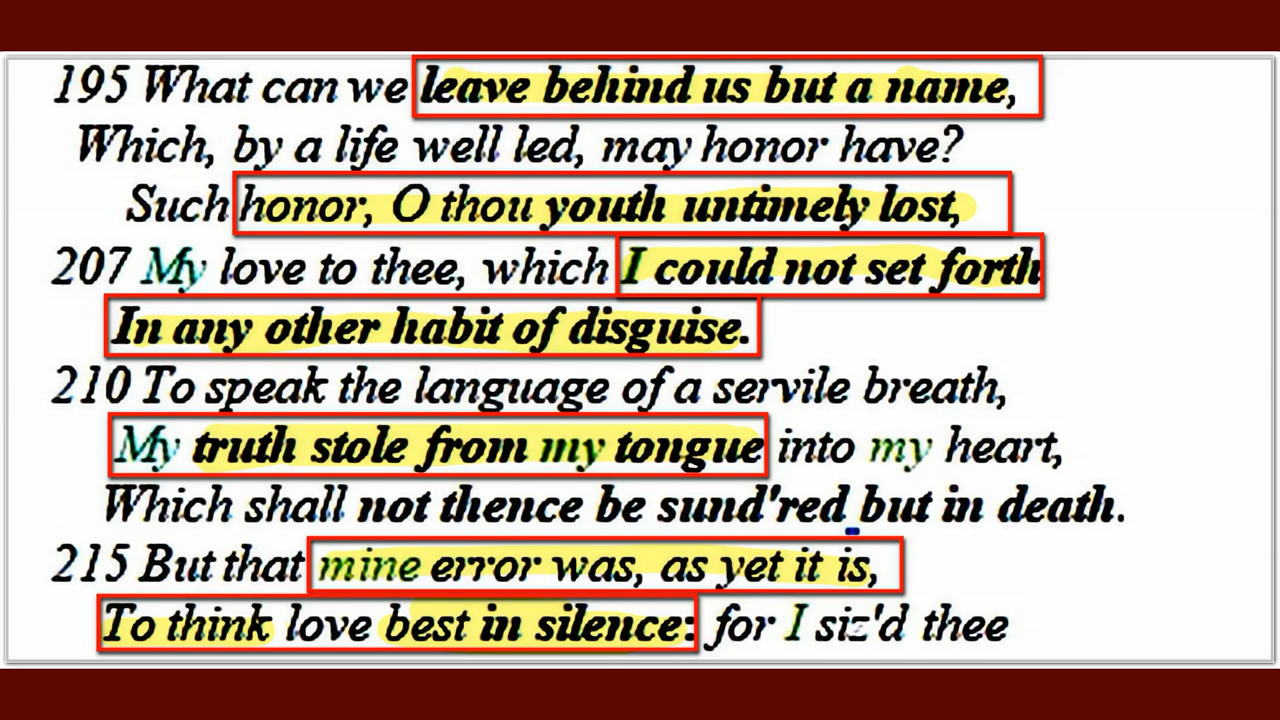 195 What can we leave behind us but a name,
Which, by a life well led, may honor have?
Such honor, O thou youth untimely lost,
207 My love to thee, which I could not set forth
In any other habit of disguise.
210 To speak the language of a servile breath,
My truth stole from my tongue into my heart,
Which shall not thence be sund'red but in death.
215 But that mine error was, as yet it is,
To think love best in silence: for I siz'd thee